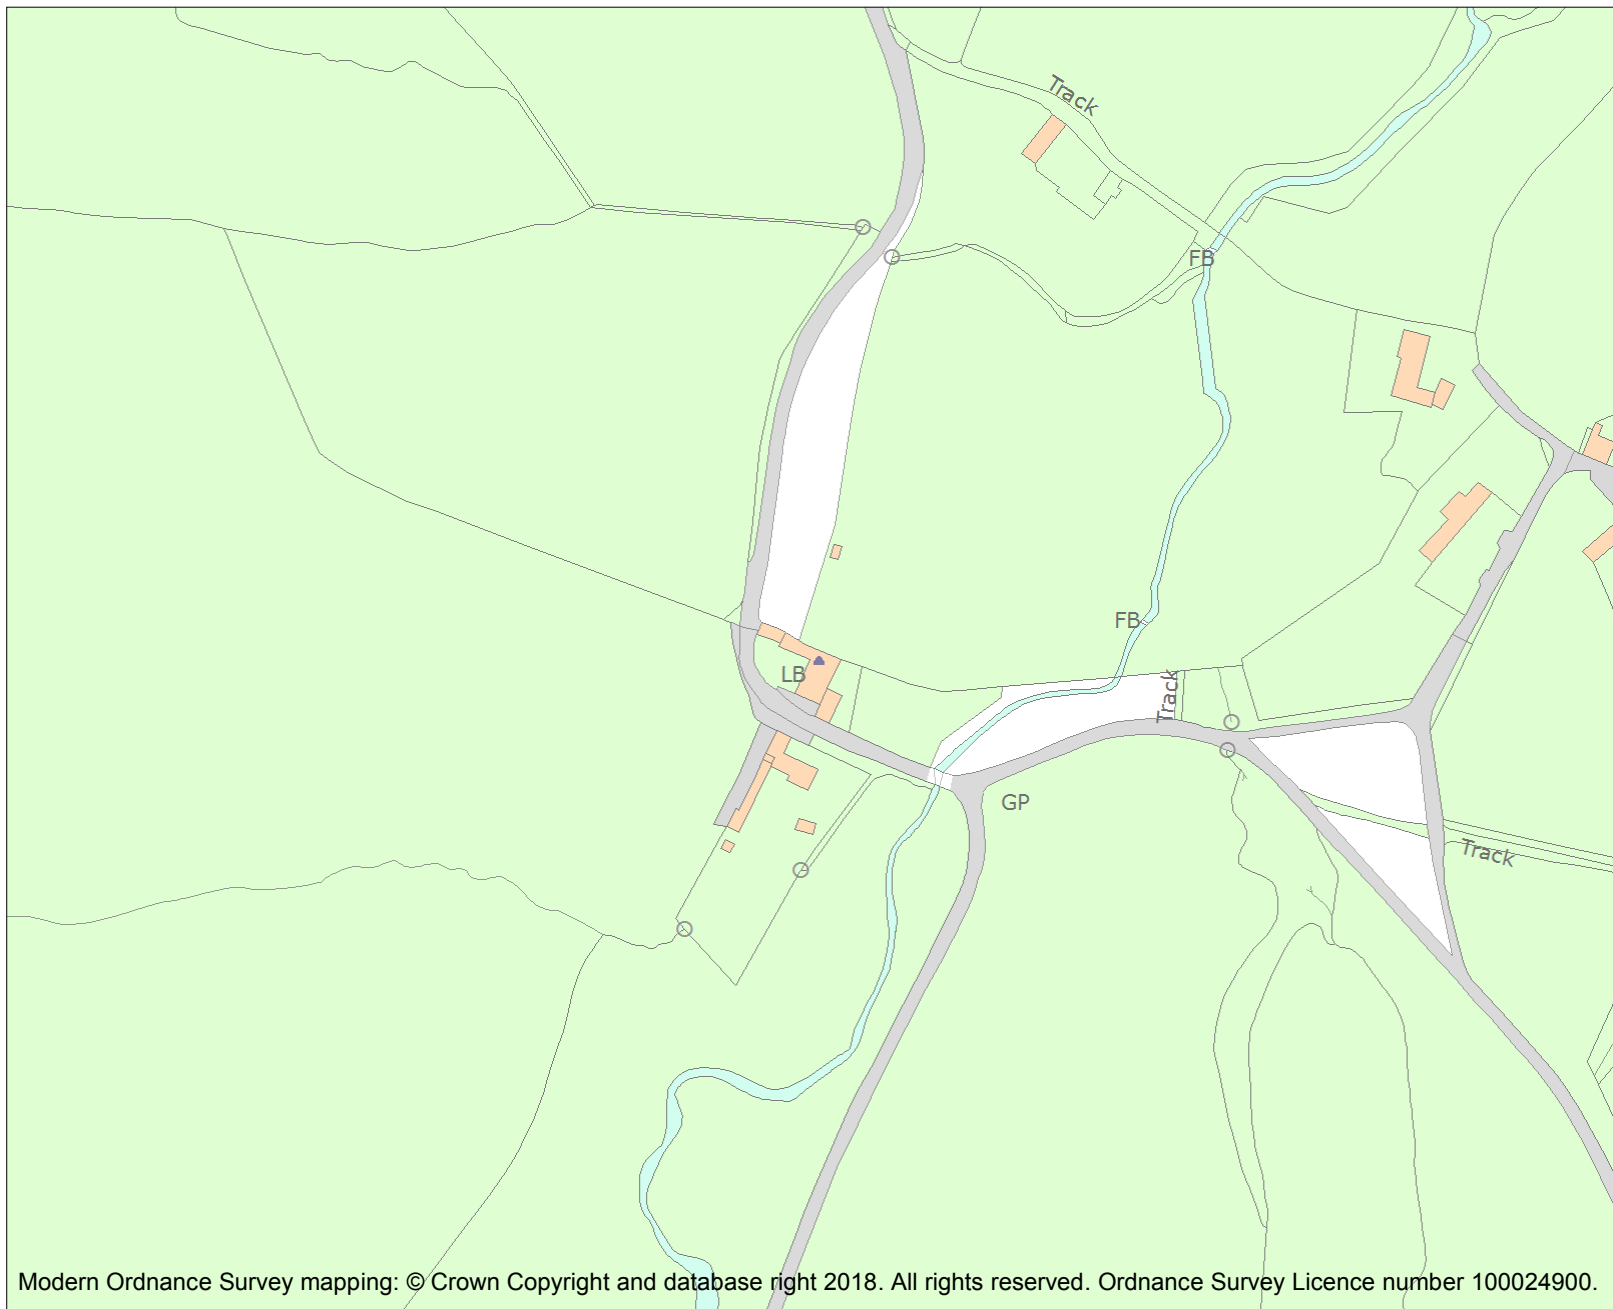 Track
FB
FB
LB
Track
GP
Track
Modern Ordnance Survey mapping: © Crown Copyright and database right 2018. All rights reserved. Ordnance Survey Licence number 100024900.